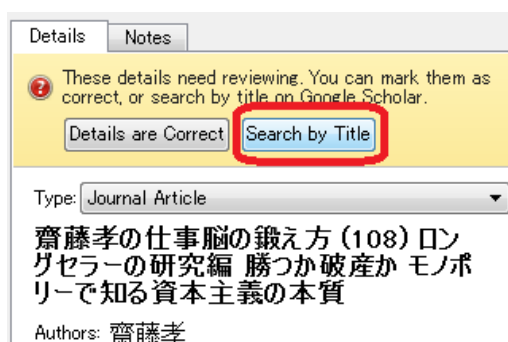 Details Notes
These details need reviewing. You can mark them as
correct, or search by title on Google Scholar.
Details are Correct Search by Title
Type: Journal Article
齋藤孝の仕事脳の鍛え方 (108) ロン
グセラーの研究編 勝つか破産か モノポ
リーで知る資本主義の本質
Authors: 齋藤孝